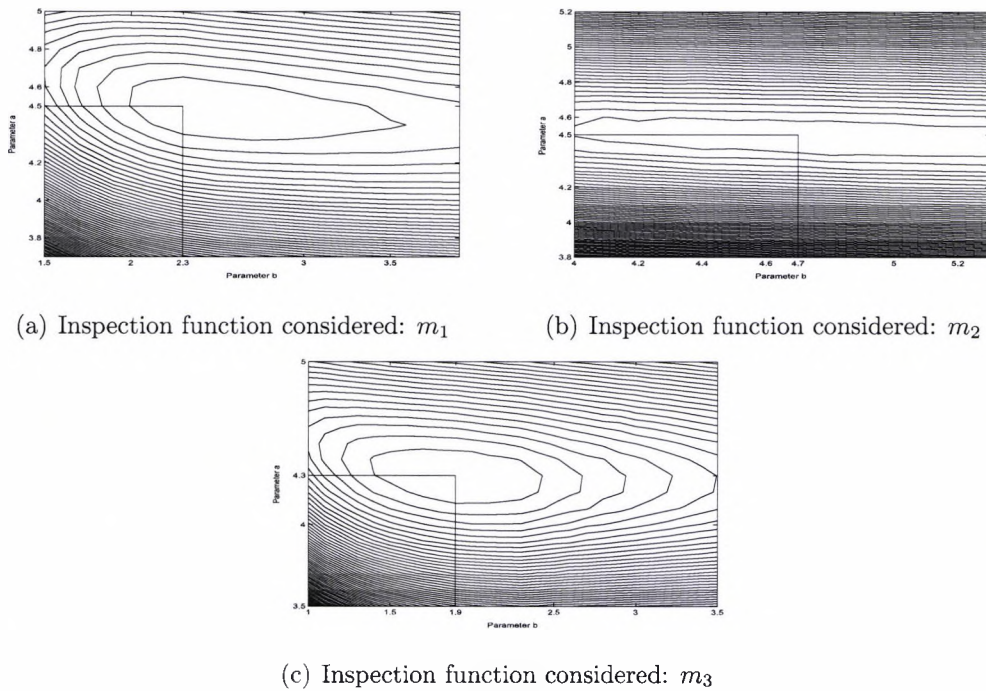 5
4.8
4.6
4.5
4.2
4
3.8
Parameter a
1.5 2 2.3 3 3.5
Parameter b
5.2
5
4.8
4.6
4.5
4.2
4
3.8
Parameter a
4 4.2 4.4 4.6 4.7 5 5.2
Parameter b
(a) Inspection function considered: m₁
(b) Inspection function considered: m₂
5
4.3
4
3.5
Parameter a
1 1.5 1.9 2.5 3 3.5
Parameter b
(c) Inspection function considered: m₃